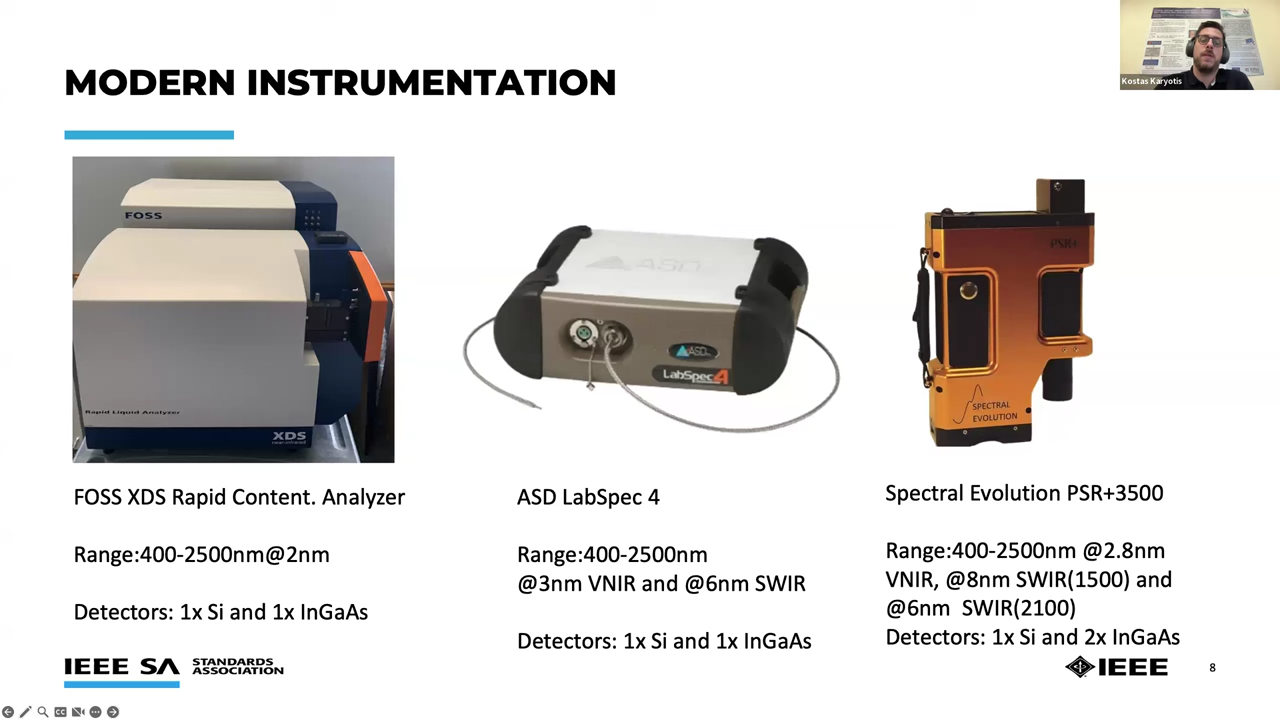 Kostas Karyotis
MODERN INSTRUMENTATION
FOSS
Rapid Liquid Analyzer
XDS
near-infrared
ASD
ASD
LabSpec 4
PSR+
SPECTRAL
EVOLUTION
FOSS XDS Rapid Content. Analyzer
Range:400-2500nm@2nm
Detectors: 1x Si and 1x InGaAs
ASD LabSpec 4
Range:400-2500nm
@3nm VNIR and @6nm SWIR
Detectors: 1x Si and 1x InGaAs
Spectral Evolution PSR+3500
Range:400-2500nm @2.8nm
VNIR, @8nm SWIR(1500) and
@6nm SWIR(2100)
Detectors: 1x Si and 2x InGaAs
IEEE SA STANDARDS
ASSOCIATION
IEEE
8